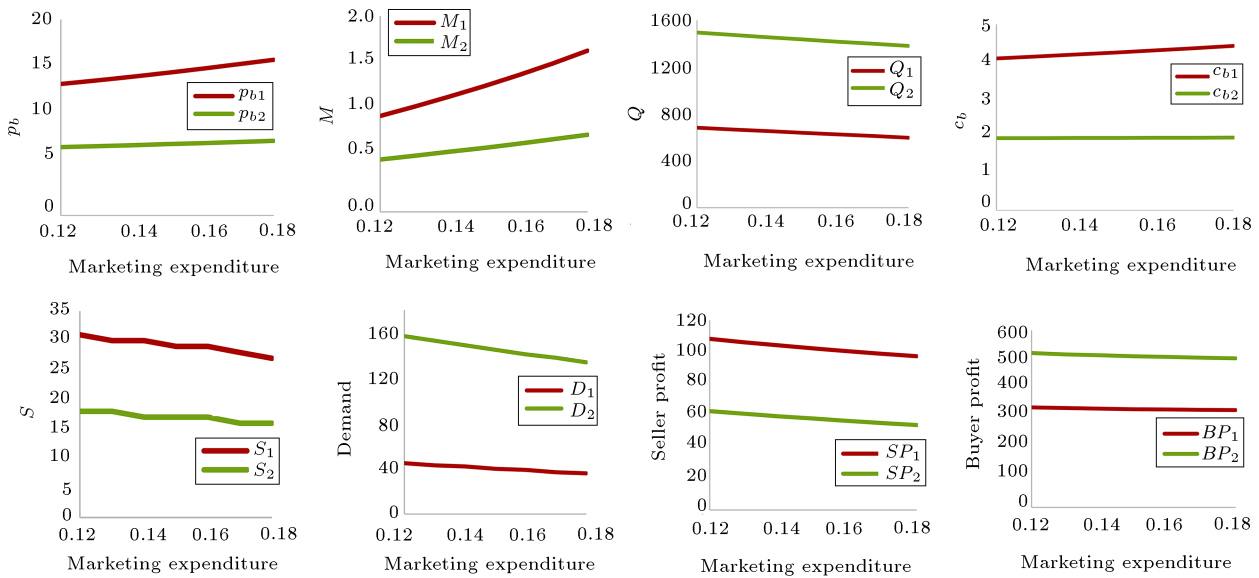 20
15
10
5
0
p_b
p_b1
p_b2
0.12 0.14 0.16 0.18
Marketing expenditure
2.0
1.5
1.0
0.5
0.0
M
M_1
M_2
0.12 0.14 0.16 0.18
Marketing expenditure
1600
1200
800
400
0
Q
Q_1
Q_2
0.12 0.14 0.16 0.18
Marketing expenditure
5
4
3
2
1
0
c_b
c_b1
c_b2
0.12 0.14 0.16 0.18
Marketing expenditure
35
30
25
20
15
10
5
0
S
S_1
S_2
0.12 0.14 0.16 0.18
Marketing expenditure
160
120
80
40
0
Demand
D_1
D_2
0.12 0.14 0.16 0.18
Marketing expenditure
120
100
80
60
40
20
0
Seller profit
SP_1
SP_2
0.12 0.14 0.16 0.18
Marketing expenditure
600
500
400
300
200
100
0
Buyer profit
BP_1
BP_2
0.12 0.14 0.16 0.18
Marketing expenditure